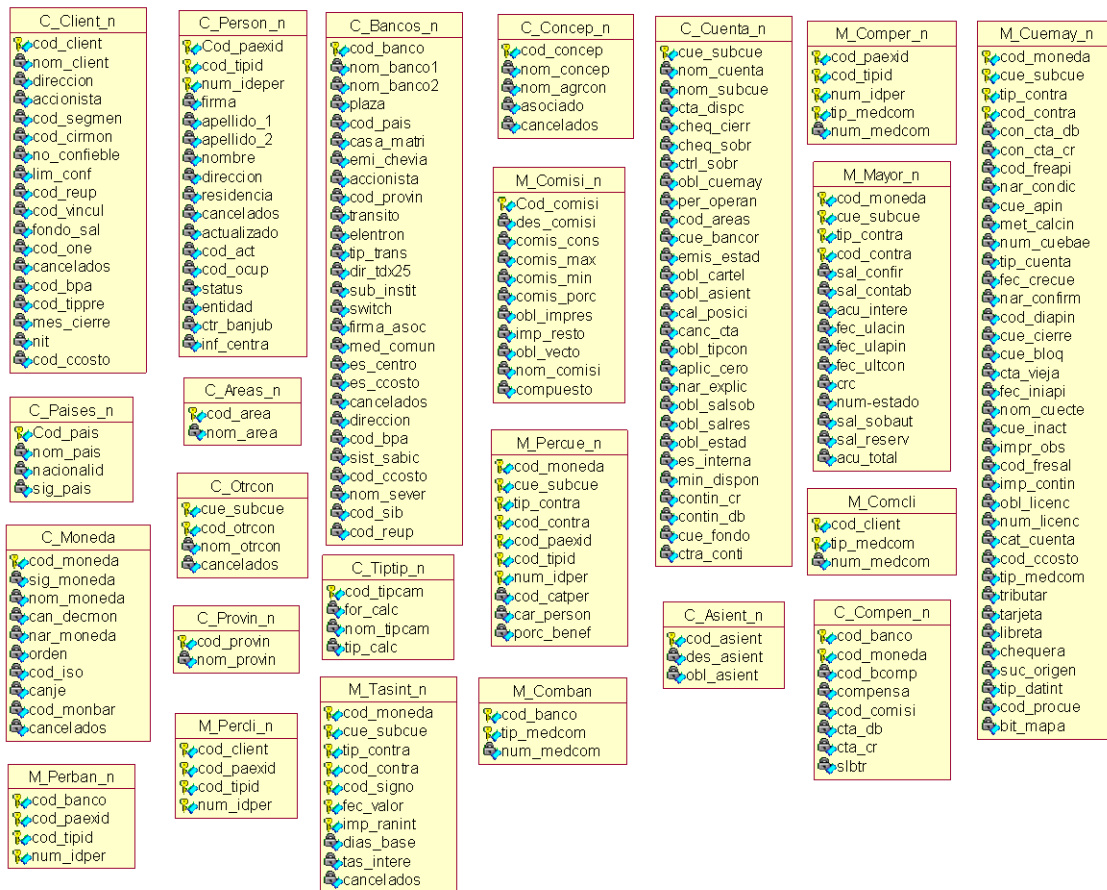 C_Client_n
cod_client
nom_client
direccion
accionista
cod_segmen
cod_cirmon
no_confieble
lim_conf
cod_reup
cod_vincul
fondo_sal
cod_one
cancelados
cod_bpa
cod_tippre
mes_cierre
nit
cod_ccosto
C_Paises_n
Cod_pais
nom_pais
nacionalid
sig_pais
C_Moneda
cod_moneda
sig_moneda
nom_moneda
can_decmon
nar_moneda
orden
cod_iso
canje
cod_monbar
cancelados
M_Perban_n
cod_banco
cod_paexid
cod_tipid
num_idper
C_Person_n
Cod_paexid
cod_tipid
num_ideper
firma
apellido_1
apellido_2
nombre
direccion
residencia
cancelados
actualizado
cod_act
cod_ocup
status
entidad
ctr_banjub
inf_centra
C_Areas_n
cod_area
nom_area
C_Otrcon
cue_subcue
cod_otrcon
nom_otrcon
cancelados
C_Provin_n
cod_provin
nom_provin
M_Percli_n
cod_client
cod_paexid
cod_tipid
num_idper
C_Bancos_n
cod_banco
nom_banco1
nom_banco2
plaza
cod_pais
casa_matri
emi_chevia
accionista
cod_provin
transito
elentron
tip_trans
dir_tdx25
sub_instit
switch
firma_asoc
med_comun
es_centro
es_ccosto
cancelados
direccion
cod_bpa
sist_sabic
cod_ccosto
nom_sever
cod_sib
cod_reup
C_Tiptip_n
cod_tipcam
for_calc
nom_tipcam
tip_calc
M_Tasint_n
cod_moneda
cue_subcue
tip_contra
cod_contra
cod_signo
fec_valor
imp_ranint
dias_base
tas_intere
cancelados
C_Concep_n
cod_concep
nom_concep
nom_agrcon
asociado
cancelados
M_Comisi_n
Cod_comisi
des_comisi
comis_cons
comis_max
comis_min
comis_porc
obl_impres
imp_resto
obl_vecto
nom_comisi
compuesto
M_Percue_n
cod_moneda
cue_subcue
tip_contra
cod_contra
cod_paexid
cod_tipid
num_idper
cod_catper
car_person
porc_benef
M_Comban
cod_banco
tip_medcom
num_medcom
C_Cuenta_n
cue_subcue
nom_cuenta
nom_subcue
cta_dispc
cheq_cierr
cheq_sobr
ctrl_sobr
obl_cuemay
per_operan
cod_areas
cue_bancor
emis_estad
obl_cartel
obl_asient
cal_posici
canc_cta
obl_tipcon
aplic_cero
nar_explic
obl_salsob
obl_salres
obl_estad
es_interna
min_dispon
contin_cr
contin_db
cue_fondo
ctra_conti
C_Asient_n
cod_asient
des_asient
obl_asient
M_Comper_n
cod_paexid
cod_tipid
num_idper
tip_medcom
num_medcom
M_Mayor_n
cod_moneda
cue_subcue
tip_contra
cod_contra
sal_confir
sal_contab
acu_intere
fec_ulacin
fec_ulapin
fec_ultcon
crc
num-estado
sal_sobaut
sal_reserv
acu_total
M_Comcli
cod_client
tip_medcom
num_medcom
C_Compen_n
cod_banco
cod_moneda
cod_bcomp
compensa
cod_comisi
cta_db
cta_cr
slbtr
M_Cuemay_n
cod_moneda
cue_subcue
tip_contra
cod_contra
con_cta_db
con_cta_cr
cod_freapi
nar_condic
cue_apin
met_calcin
num_cuebae
tip_cuenta
fec_crecue
nar_confirm
cod_diapin
cue_cierre
cue_bloq
cta_vieja
fec_iniapi
nom_cuecte
cue_inact
impr_obs
cod_fresal
imp_contin
obl_licenc
num_licenc
cat_cuenta
cod_ccosto
tip_medcom
tributar
tarjeta
libreta
chequera
suc_origen
tip_datint
cod_procue
bit_mapa